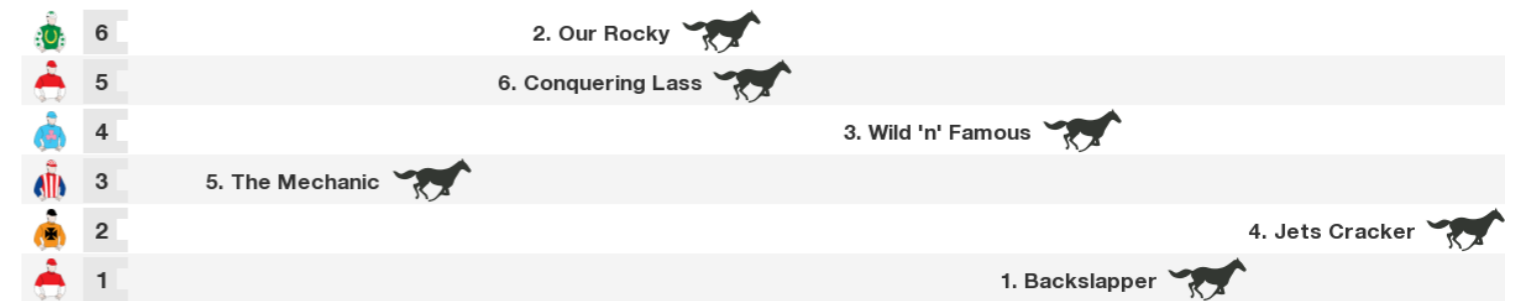 6 2. Our Rocky
5 6. Conquering Lass
4 3. Wild 'n' Famous
3 5. The Mechanic
2 4. Jets Cracker
1 1. Backslapper